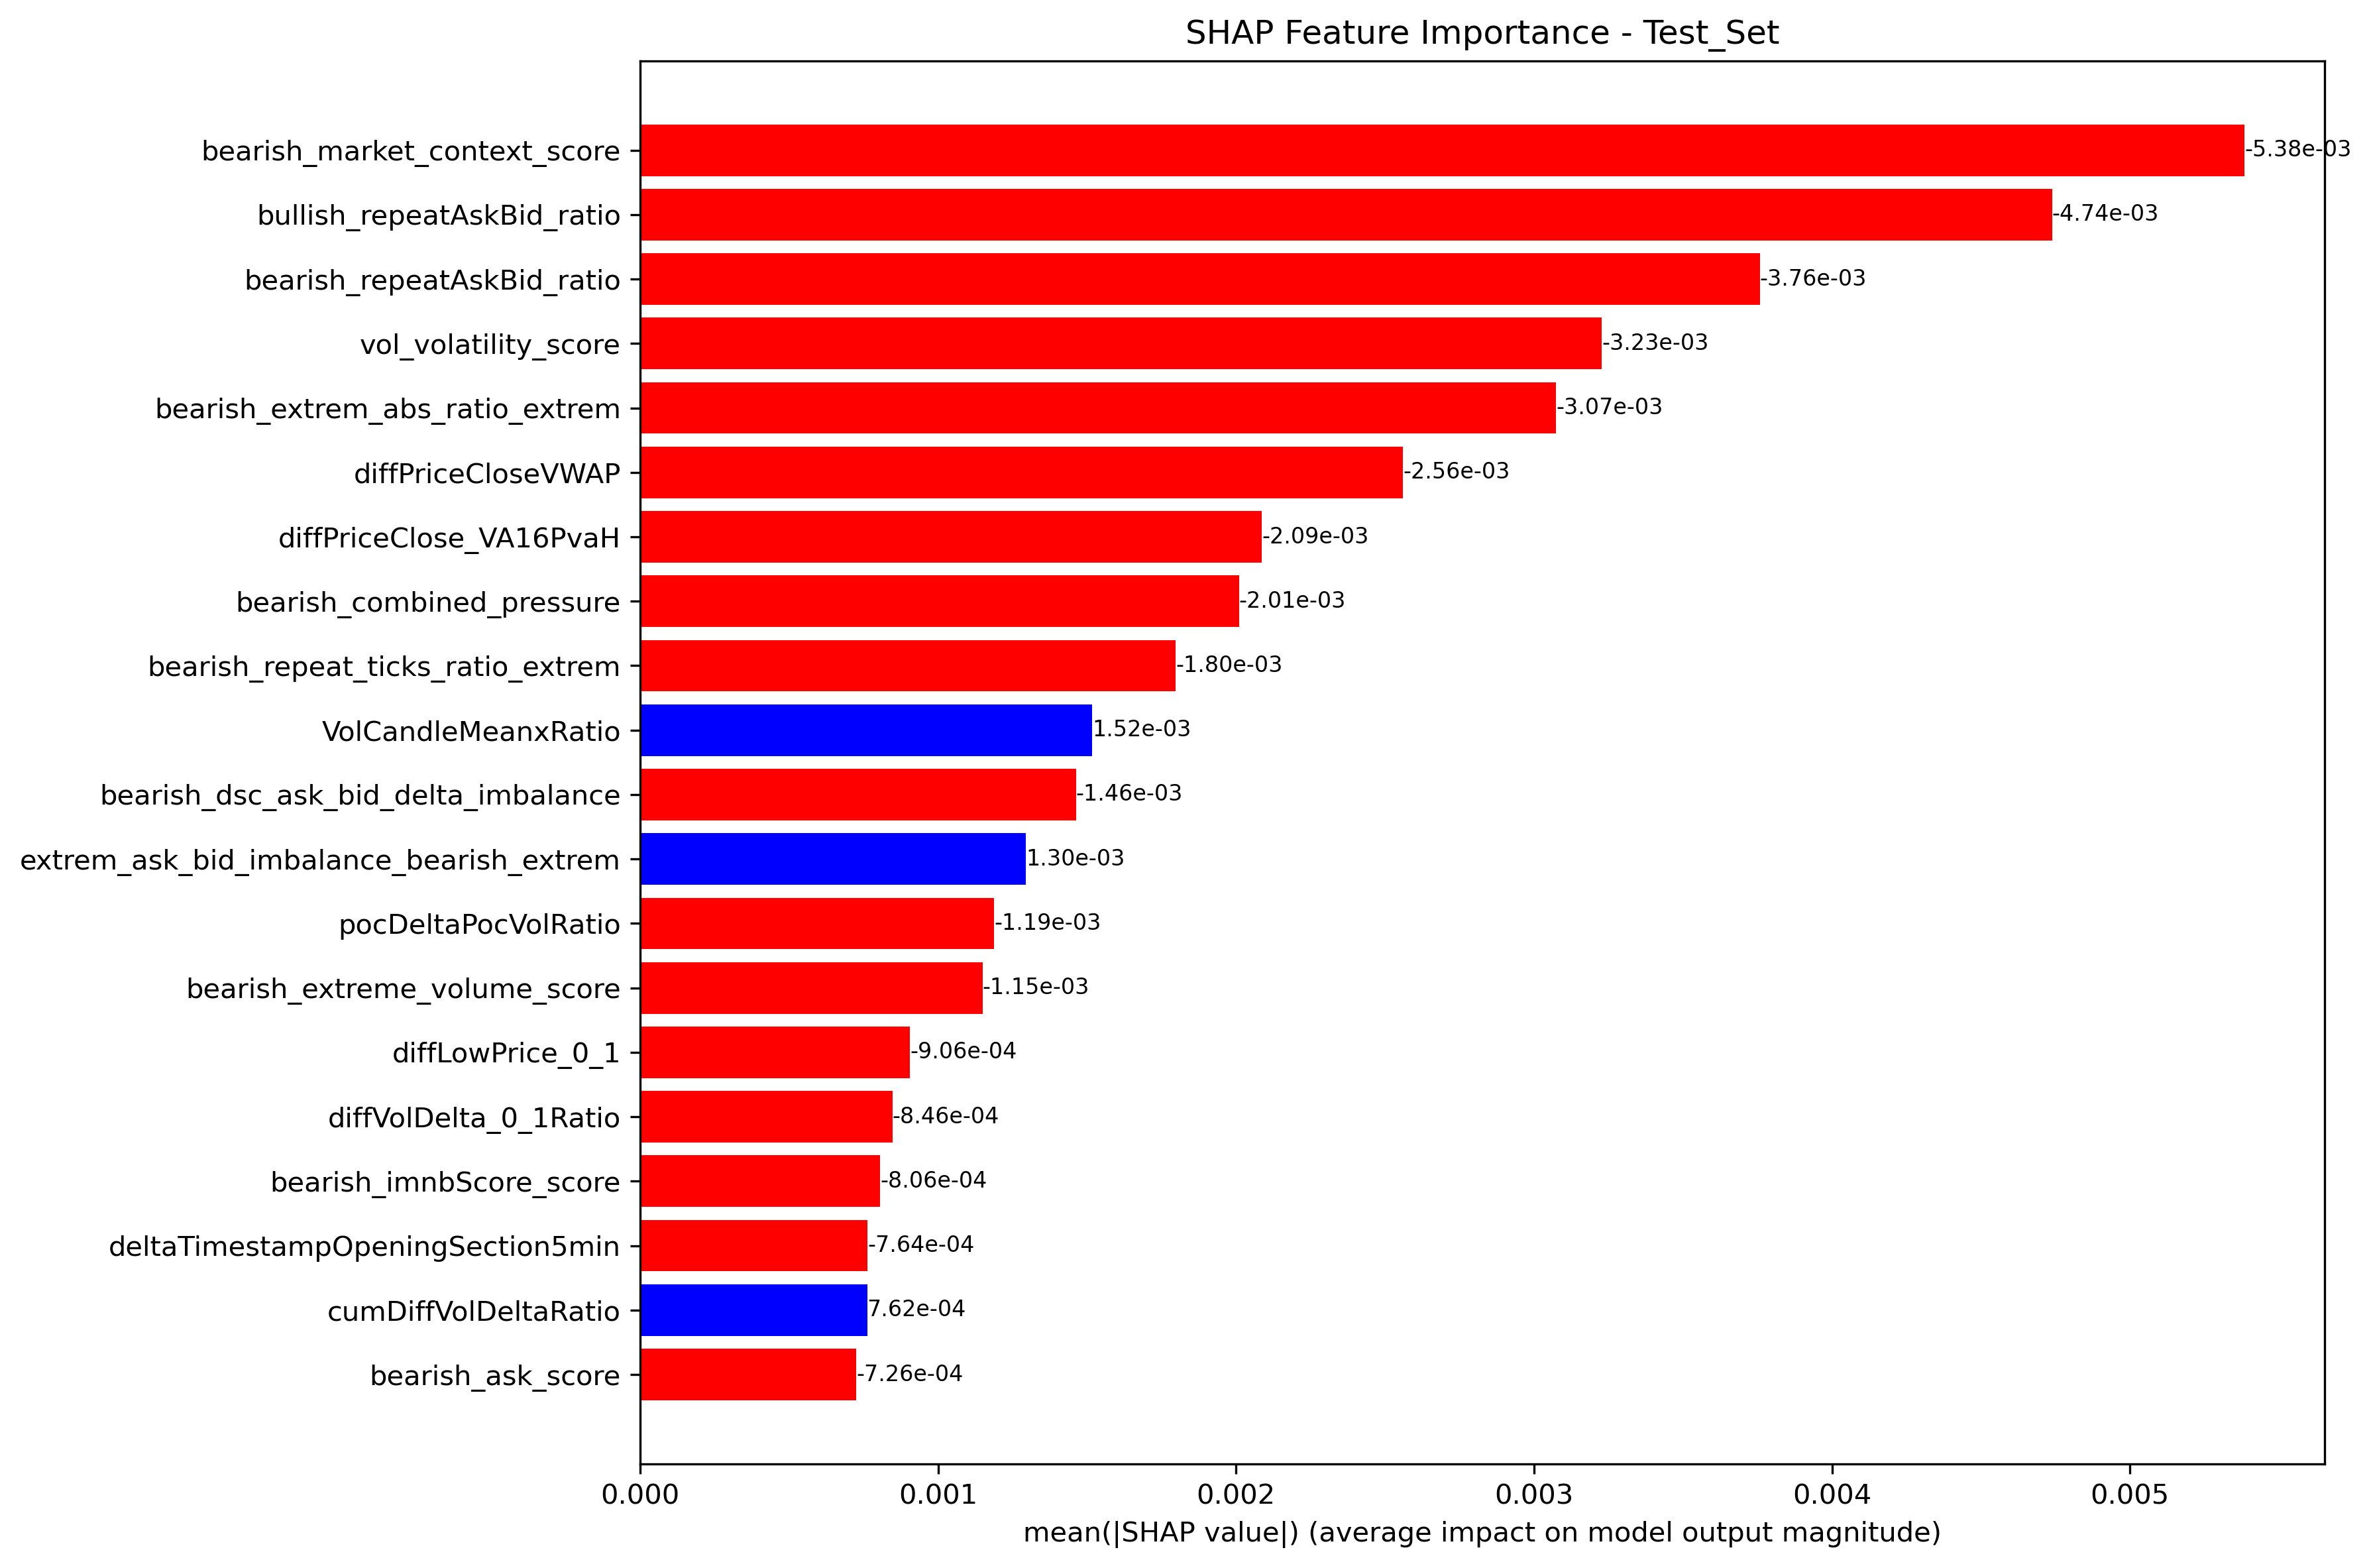 SHAP Feature Importance - Test_Set
bearish_market_context_score -5.38e-03
bullish_repeatAskBid_ratio -4.74e-03
bearish_repeatAskBid_ratio -3.76e-03
vol_volatility_score -3.23e-03
bearish_extrem_abs_ratio_extrem -3.07e-03
diffPriceCloseVWAP -2.56e-03
diffPriceClose_VA16PvaH -2.09e-03
bearish_combined_pressure -2.01e-03
bearish_repeat_ticks_ratio_extrem -1.80e-03
VolCandleMeanxRatio 1.52e-03
bearish_dsc_ask_bid_delta_imbalance -1.46e-03
extrem_ask_bid_imbalance_bearish_extrem 1.30e-03
pocDeltaPocVolRatio -1.19e-03
bearish_extreme_volume_score -1.15e-03
diffLowPrice_0_1 -9.06e-04
diffVolDelta_0_1Ratio -8.46e-04
bearish_imnbScore_score -8.06e-04
deltaTimestampOpeningSection5min -7.64e-04
cumDiffVolDeltaRatio 7.62e-04
bearish_ask_score -7.26e-04
0.000 0.001 0.002 0.003 0.004 0.005
mean(|SHAP value|) (average impact on model output magnitude)